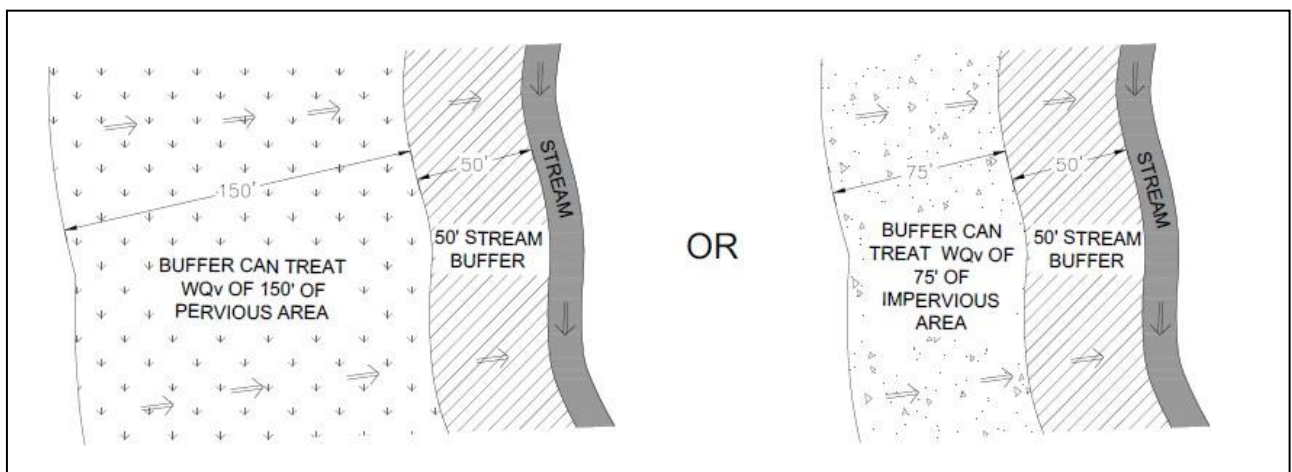 150'
BUFFER CAN TREAT
WQv OF 150' OF
PERVIOUS AREA
50'
50' STREAM
BUFFER
STREAM
OR
75'
BUFFER CAN
TREAT WQv OF
75' OF
IMPERVIOUS
AREA
50'
50' STREAM
BUFFER
STREAM